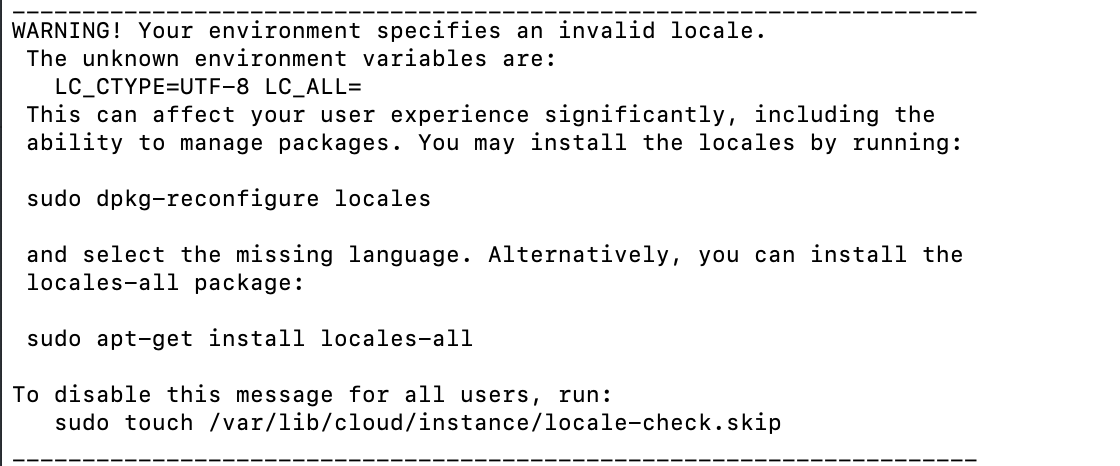 _____________________________________________________________________
WARNING! Your environment specifies an invalid locale.
 The unknown environment variables are:
   LC_CTYPE=UTF-8 LC_ALL=
 This can affect your user experience significantly, including the
 ability to manage packages. You may install the locales by running:

 sudo dpkg-reconfigure locales

 and select the missing language. Alternatively, you can install the
 locales-all package:

 sudo apt-get install locales-all

To disable this message for all users, run:
   sudo touch /var/lib/cloud/instance/locale-check.skip
_____________________________________________________________________